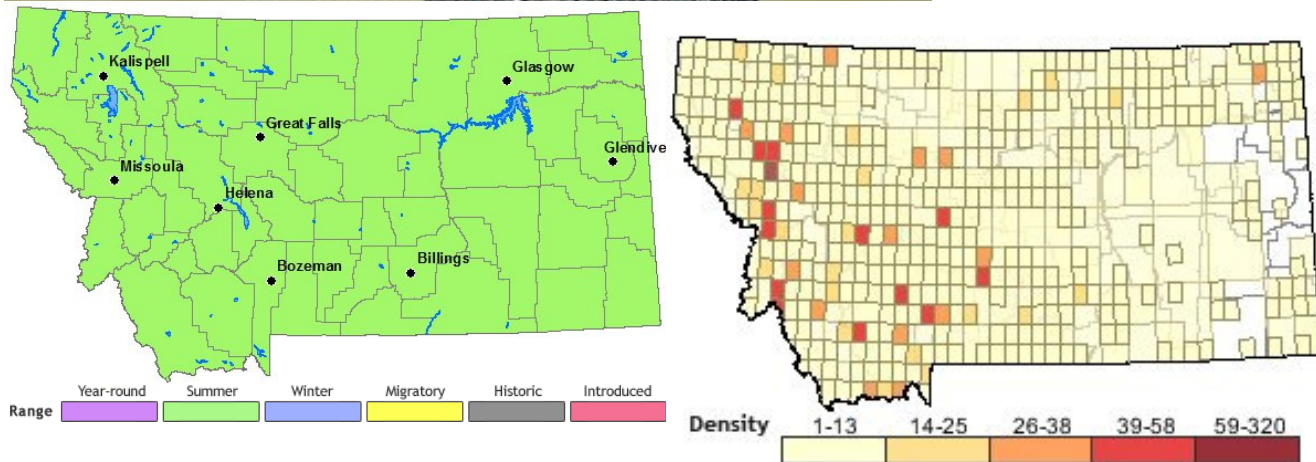 Kalispell
Glasgow
Great Falls
Glendive
Missoula
Helena
Bozeman
Billings
Range
Year-round
Summer
Winter
Migratory
Historic
Introduced
Density
1-13
14-25
26-38
39-58
59-320